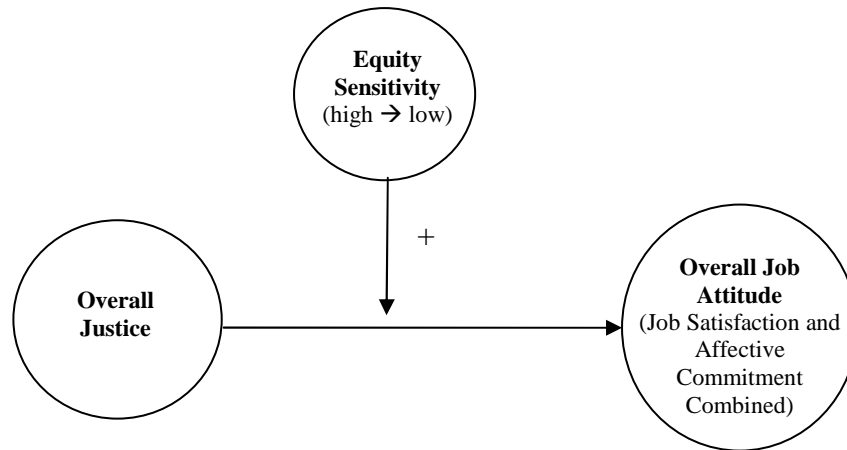 Equity
Sensitivity
(high → low)
+
Overall
Justice
Overall Job
Attitude
(Job Satisfaction and
Affective
Commitment
Combined)